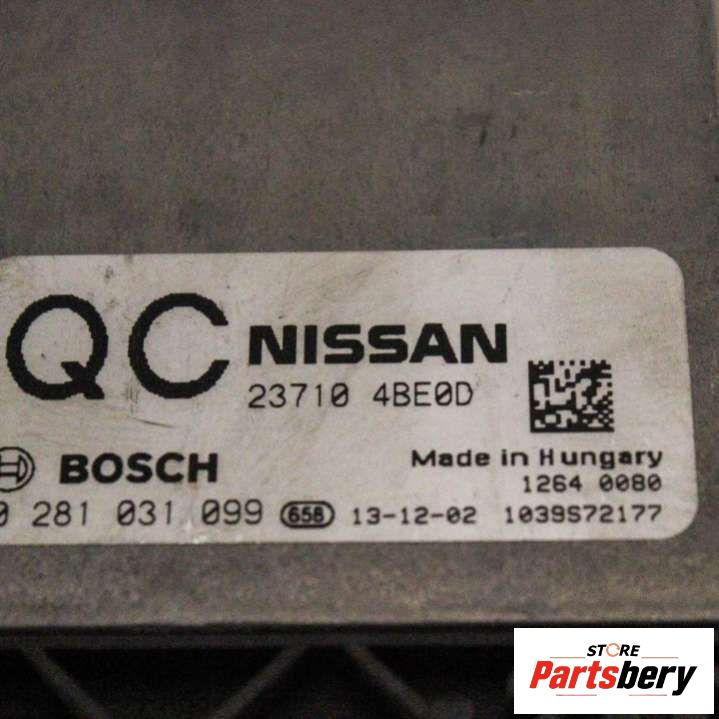 QC NISSAN
23710 4BE0D
BOSCH Made in Hungary
1264 0080
0 281 031 099 658 13-12-02 1039S72177
STORE
Partsbery